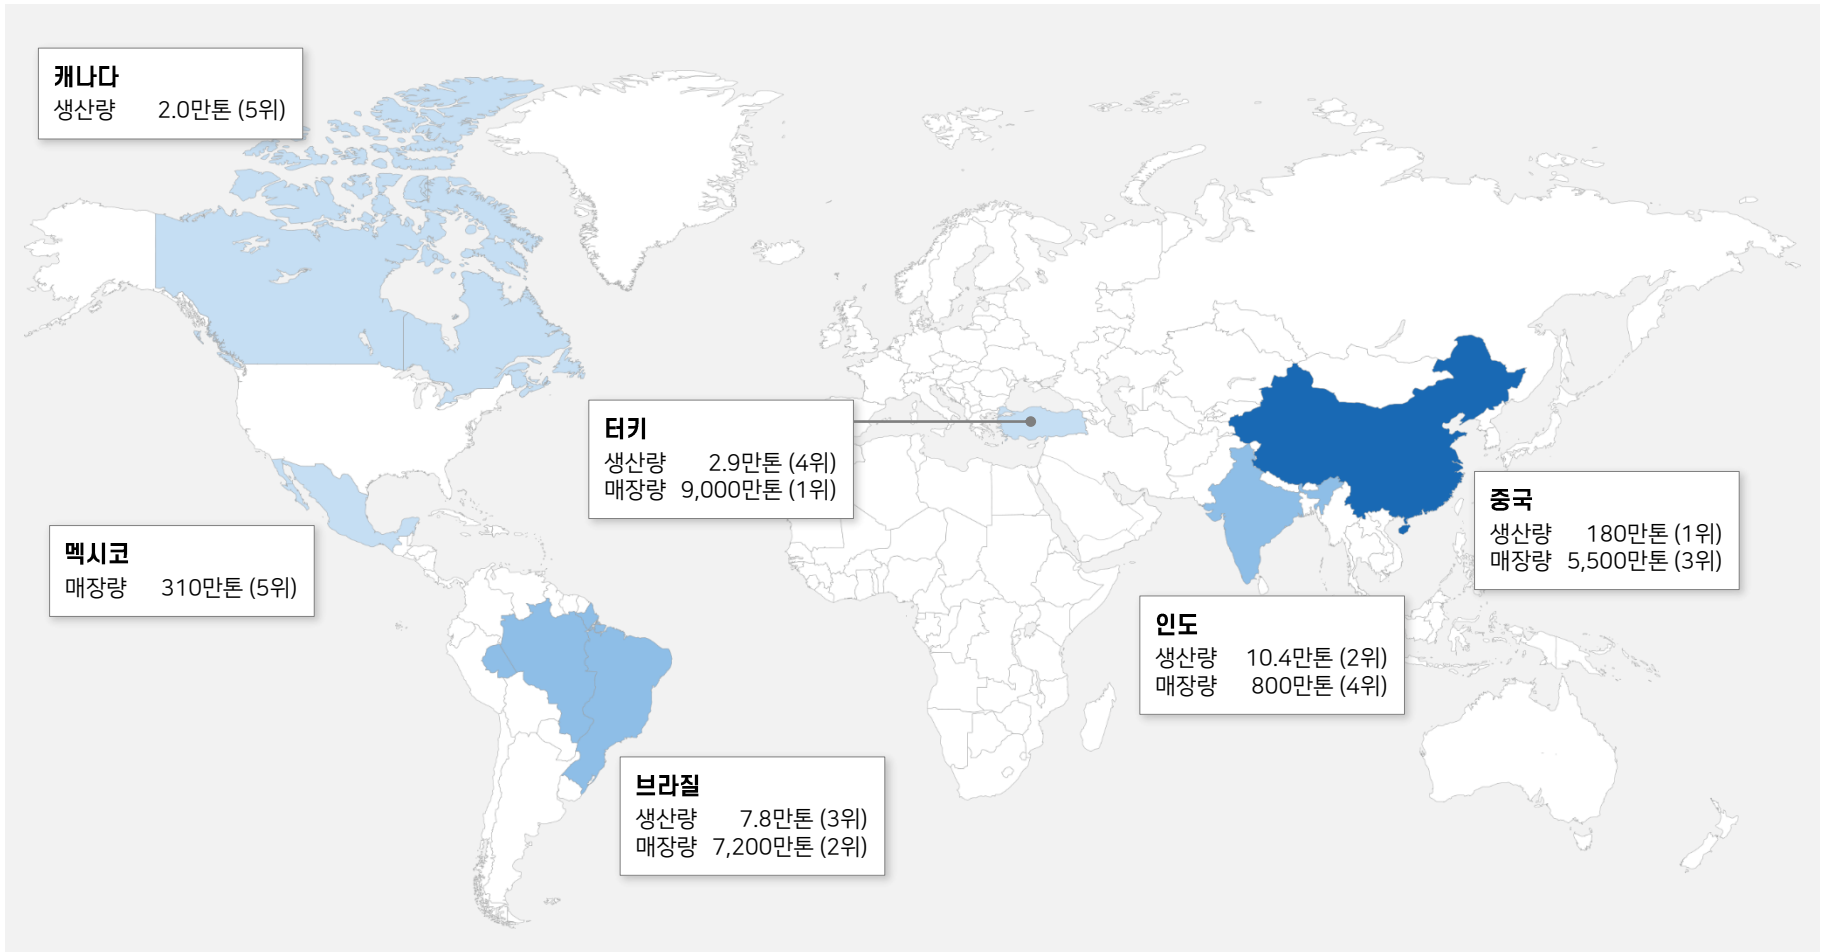 캐나다
생산량 2.0만톤 (5위)
터키
생산량 2.9만톤 (4위)
매장량 9,000만톤 (1위)
중국
생산량 180만톤 (1위)
매장량 5,500만톤 (3위)
멕시코
매장량 310만톤 (5위)
인도
생산량 10.4만톤 (2위)
매장량 800만톤 (4위)
브라질
생산량 7.8만톤 (3위)
매장량 7,200만톤 (2위)